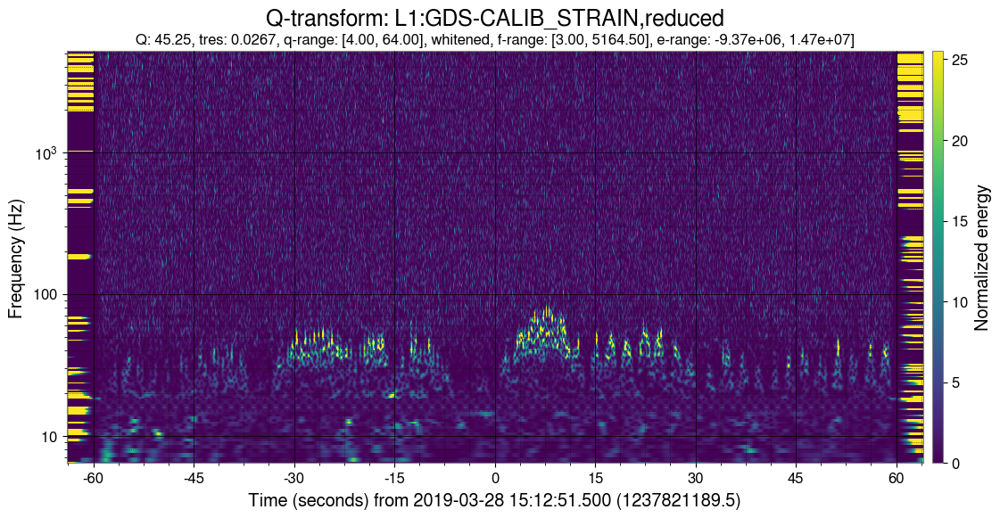 Q-transform: L1:GDS-CALIB_STRAIN,reduced
Q: 45.25, tres: 0.0267, q-range: [4.00, 64.00], whitened, f-range: [3.00, 5164.50], e-range: -9.37e+06, 1.47e+07]
Frequency (Hz)
10³
100
10
-60 -45 -30 -15 0 15 30 45 60
Time (seconds) from 2019-03-28 15:12:51.500 (1237821189.5)
25
20
15
10
5
0
Normalized energy